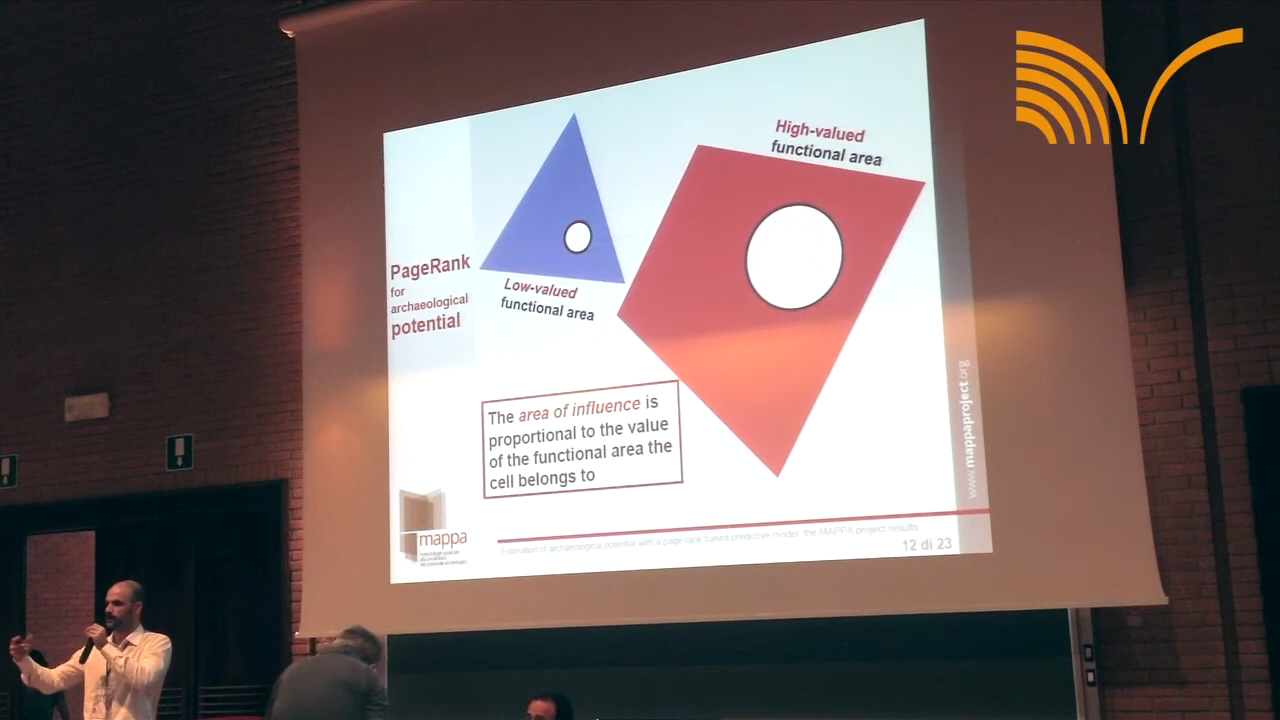 PageRank
for
archaeological
potential
Low-valued
functional area
High-valued
functional area
The area of influence is
proportional to the value
of the functional area the
cell belongs to
www.mappaproject.org
mappa
Estimation of archaeological potential with a page rank based predictive model: the MAPPA project results
12 di 23